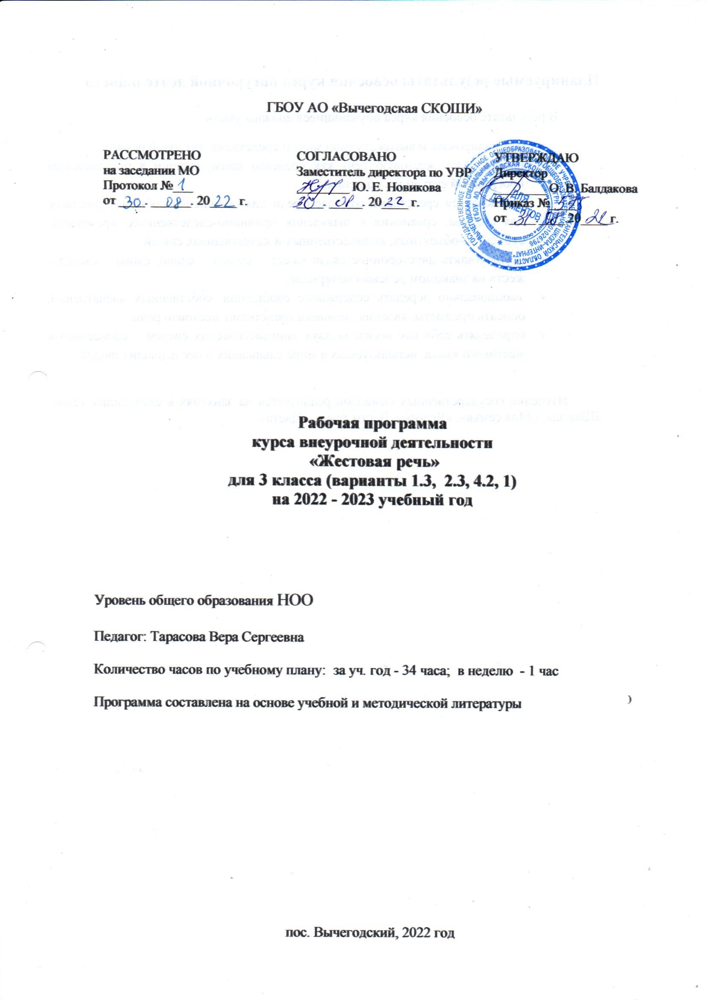 ГБОУ АО «Вычегодская СКОШИ»
РАССМОТРЕНО
на заседании МО
Протокол № 1
от 30 . 08 . 20 22 г.
СОГЛАСОВАНО
Заместитель директора по УВР
Ю. Е. Новикова
30 . 08 . 20 22 г.
УТВЕРЖДАЮ
Директор
О. В. Балдакова
Приказ №
от 31 . 08 . 20 22 г.
ДЛЯ
ДОКУМЕНТОВ
Рабочая программа
курса внеурочной деятельности
«Жестовая речь»
для 3 класса (варианты 1.3, 2.3, 4.2, 1)
на 2022 - 2023 учебный год
Уровень общего образования НОО
Педагог: Тарасова Вера Сергеевна
Количество часов по учебному плану: за уч. год - 34 часа; в неделю - 1 час
Программа составлена на основе учебной и методической литературы
пос. Вычегодский, 2022 год